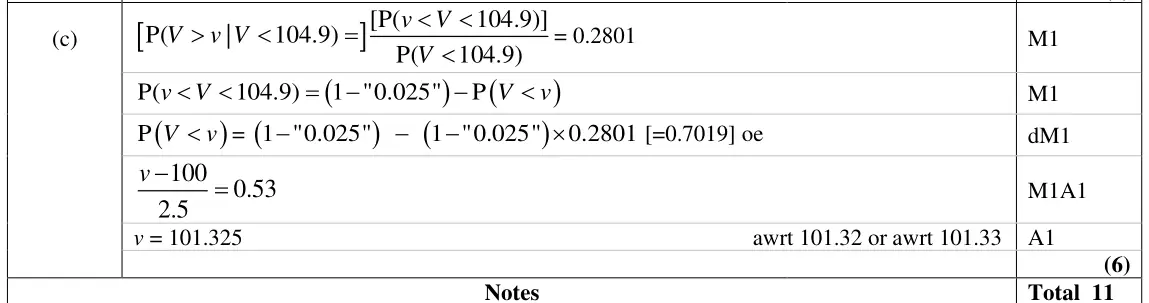 (c) [P(V > v | V < 104.9) =] [P(v < V < 104.9)] / P(V < 104.9) = 0.2801 M1
P(v < V < 104.9) = (1 − "0.025") − P(V < v) M1
P(V < v) = (1 − "0.025") − (1 − "0.025") × 0.2801 [=0.7019] oe dM1
(v − 100) / 2.5 = 0.53 M1A1
v = 101.325 awrt 101.32 or awrt 101.33 A1
(6)
Notes Total 11